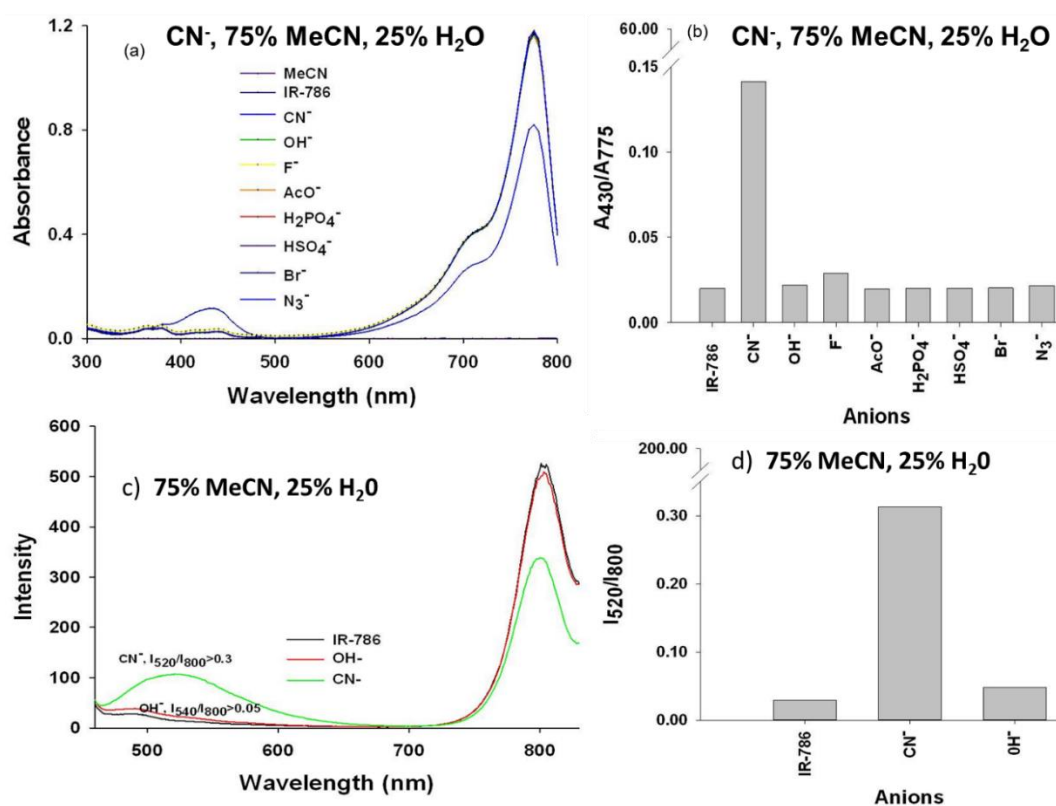 CN⁻, 75% MeCN, 25% H₂O
(a)
1.2
0.8
0.4
0.0
Absorbance
MeCN
IR-786
CN⁻
OH⁻
F⁻
AcO⁻
H₂PO₄⁻
HSO₄⁻
Br⁻
N₃⁻
300 400 500 600 700 800
Wavelength (nm)
(b) CN⁻, 75% MeCN, 25% H₂O
60.00
0.15
0.10
0.05
0.00
A₄₃₀/A₇₇₅
IR-786
CN⁻
OH⁻
F⁻
AcO⁻
H₂PO₄⁻
HSO₄⁻
Br⁻
N₃⁻
Anions
c) 75% MeCN, 25% H₂0
600
500
400
300
200
100
0
Intensity
IR-786
OH-
CN-
CN⁻, I₅₂₀/I₈₀₀>0.3
OH⁻, I₅₄₀/I₈₀₀>0.05
500 600 700 800
Wavelength (nm)
d) 75% MeCN, 25% H₂0
200.00
0.30
0.20
0.10
0.00
I₅₂₀/I₈₀₀
IR-786
CN⁻
0H⁻
Anions